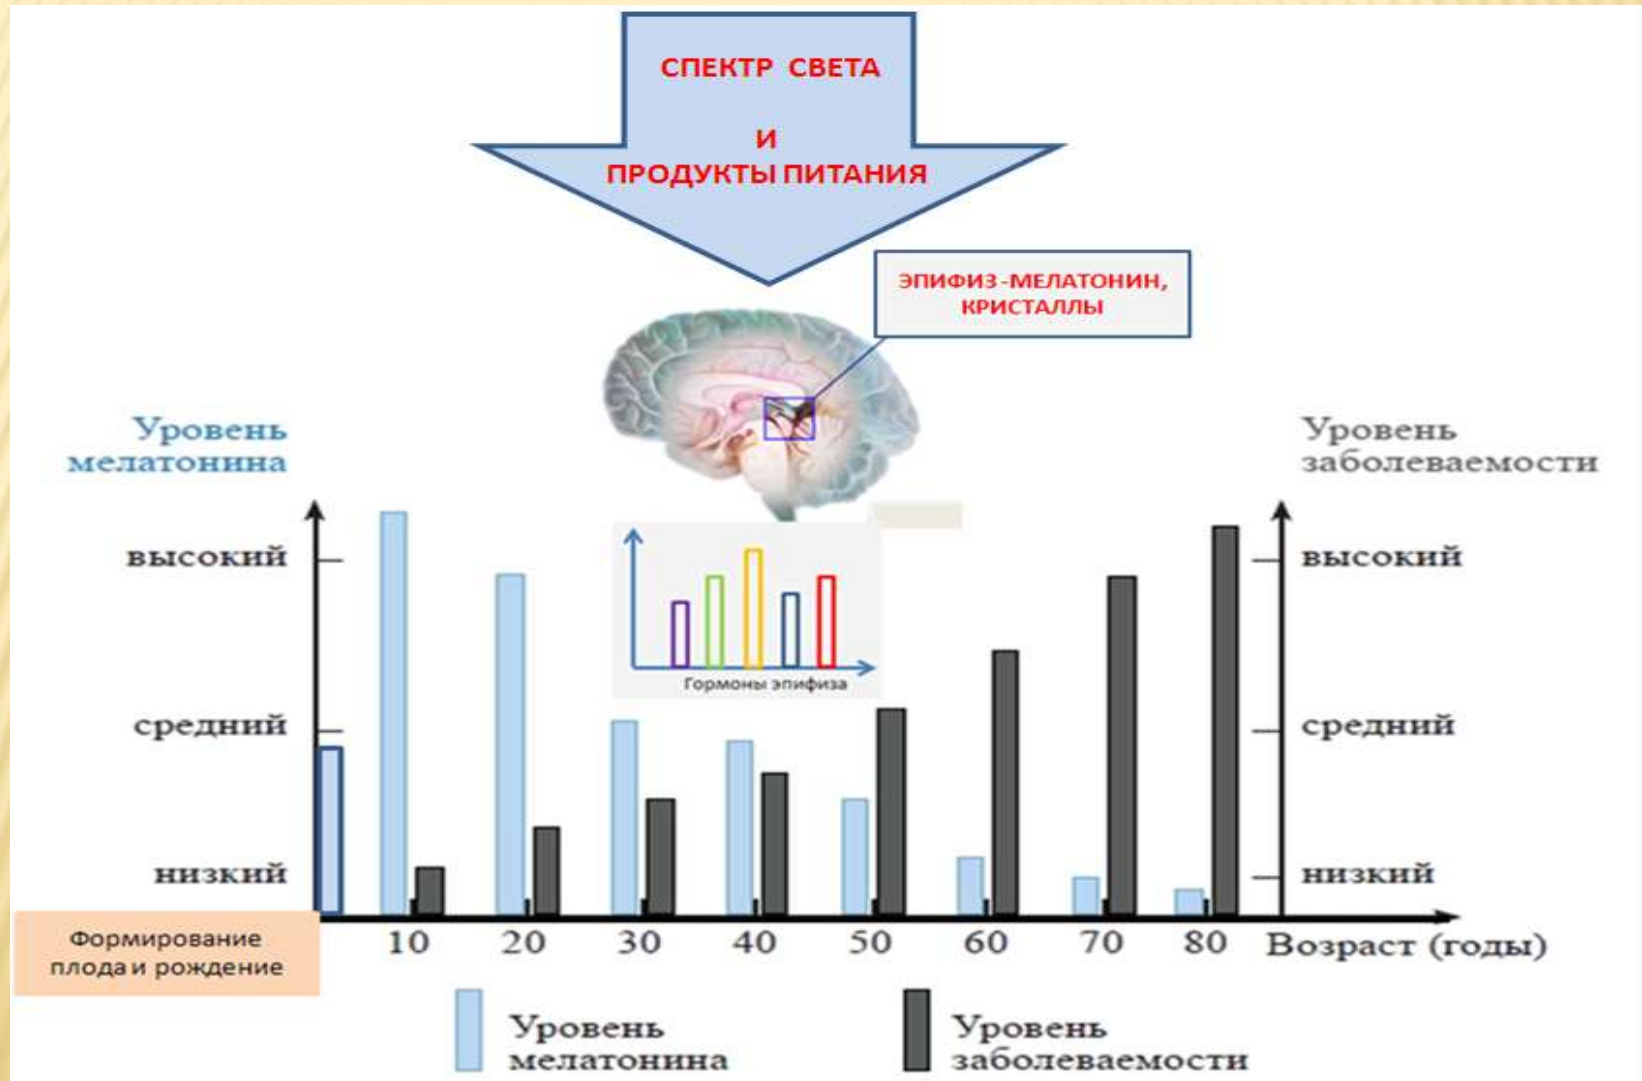 СПЕКТР СВЕТА
И
ПРОДУКТЫ ПИТАНИЯ
ЭПИФИЗ-МЕЛАТОНИН,
КРИСТАЛЛЫ
Уровень
мелатонина
Уровень
заболеваемости
высокий
средний
низкий
Гормоны эпифиза
высокий
средний
низкий
Формирование
плода и рождение
10 20 30 40 50 60 70 80 Возраст (годы)
Уровень
мелатонина
Уровень
заболеваемости